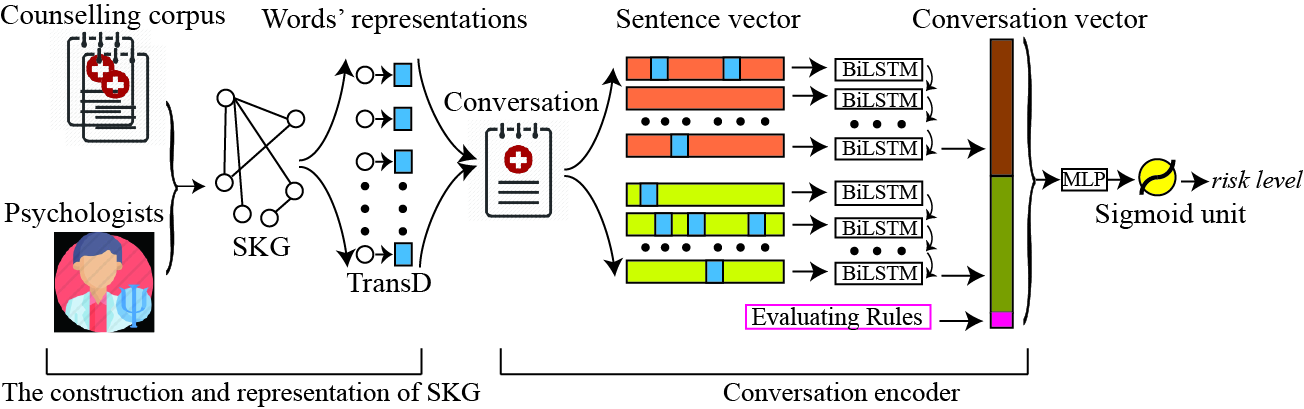 Counselling corpus
Words' representations
Sentence vector
Conversation vector
Psychologists
SKG
TransD
Conversation
BiLSTM
BiLSTM
BiLSTM
BiLSTM
BiLSTM
BiLSTM
Evaluating Rules
MLP
Sigmoid unit
risk level
The construction and representation of SKG
Conversation encoder